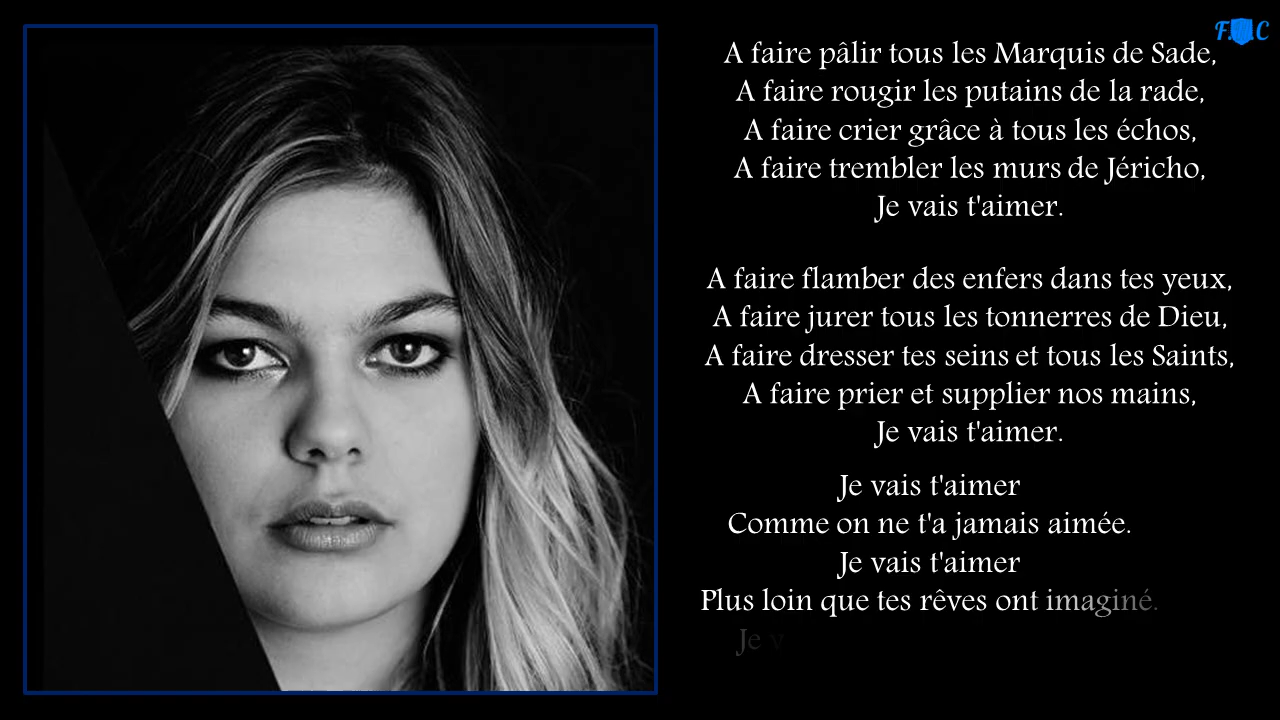 A faire pâlir tous les Marquis de Sade,
A faire rougir les putains de la rade,
A faire crier grâce à tous les échos,
A faire trembler les murs de Jéricho,
Je vais t'aimer.
A faire flamber des enfers dans tes yeux,
A faire jurer tous les tonnerres de Dieu,
A faire dresser tes seins et tous les Saints,
A faire prier et supplier nos mains,
Je vais t'aimer.
Je vais t'aimer
Comme on ne t'a jamais aimée.
Je vais t'aimer
Plus loin que tes rêves ont imaginé.
Je v